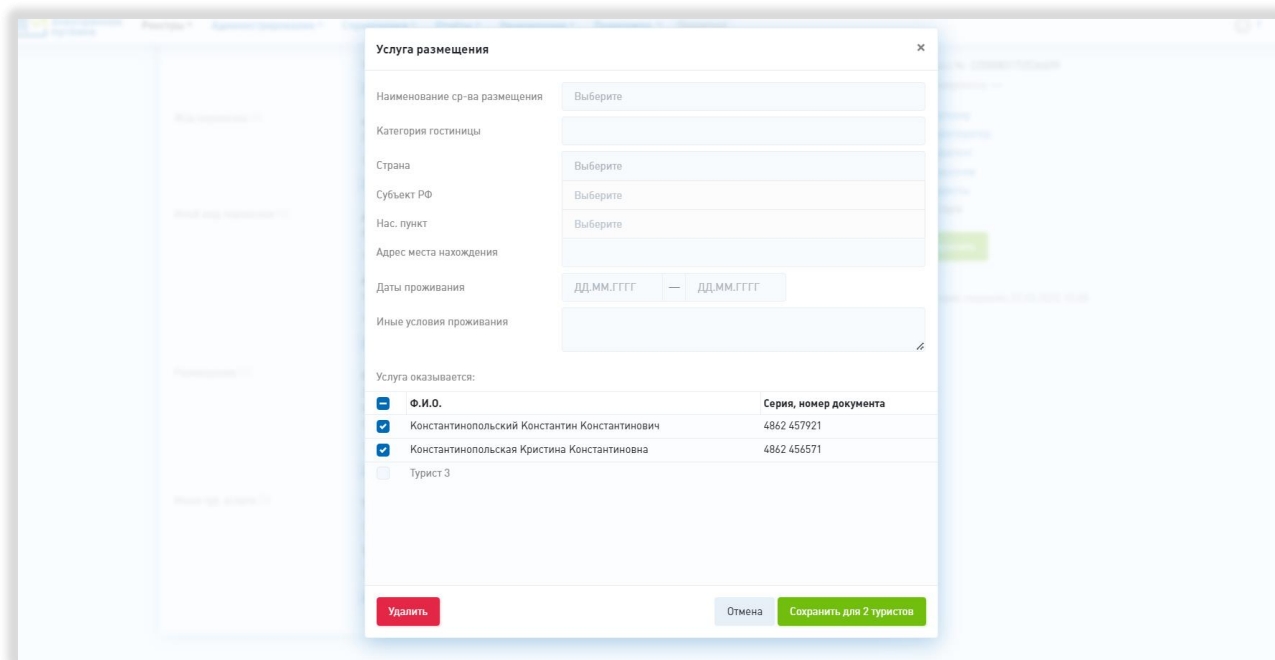 Услуга размещения ×
Наименование ср-ва размещения Выберите
Категория гостиницы
Страна Выберите
Субъект РФ Выберите
Нас. пункт Выберите
Адрес места нахождения
Даты проживания ДД.ММ.ГГГГ — ДД.ММ.ГГГГ
Иные условия проживания
Услуга оказывается:
Ф.И.О. Серия, номер документа
Константинопольский Константин Константинович 4862 457921
Константинопольская Кристина Константиновна 4862 456571
Турист 3
Удалить Отмена Сохранить для 2 туристов